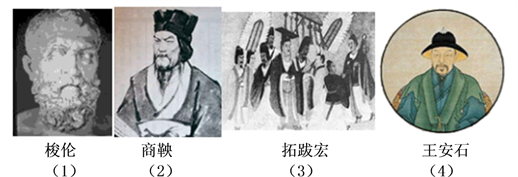 梭伦 商鞅 拓跋宏 王安石
（1） （2） （3） （4）